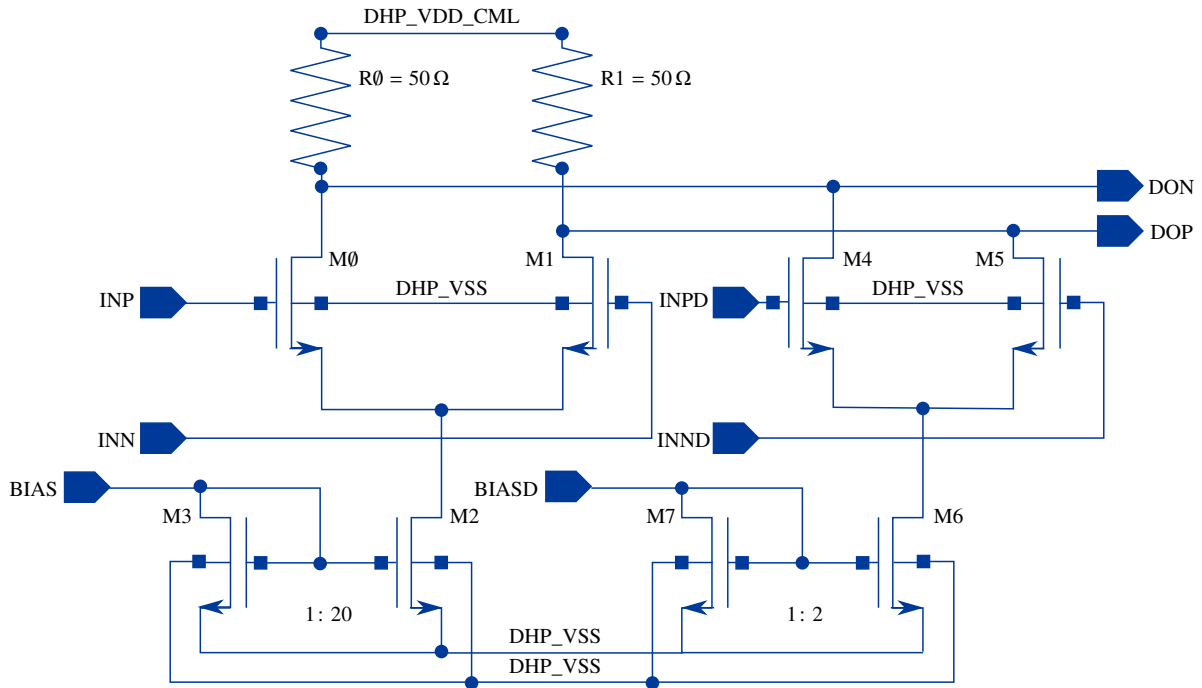 DHP_VDD_CML
R0 = 50 Ω
R1 = 50 Ω
DON
DOP
M0
M1
M4
M5
INP
DHP_VSS
INPD
DHP_VSS
INN
INND
BIAS
BIASD
M3
M2
M7
M6
1 : 20
1 : 2
DHP_VSS
DHP_VSS